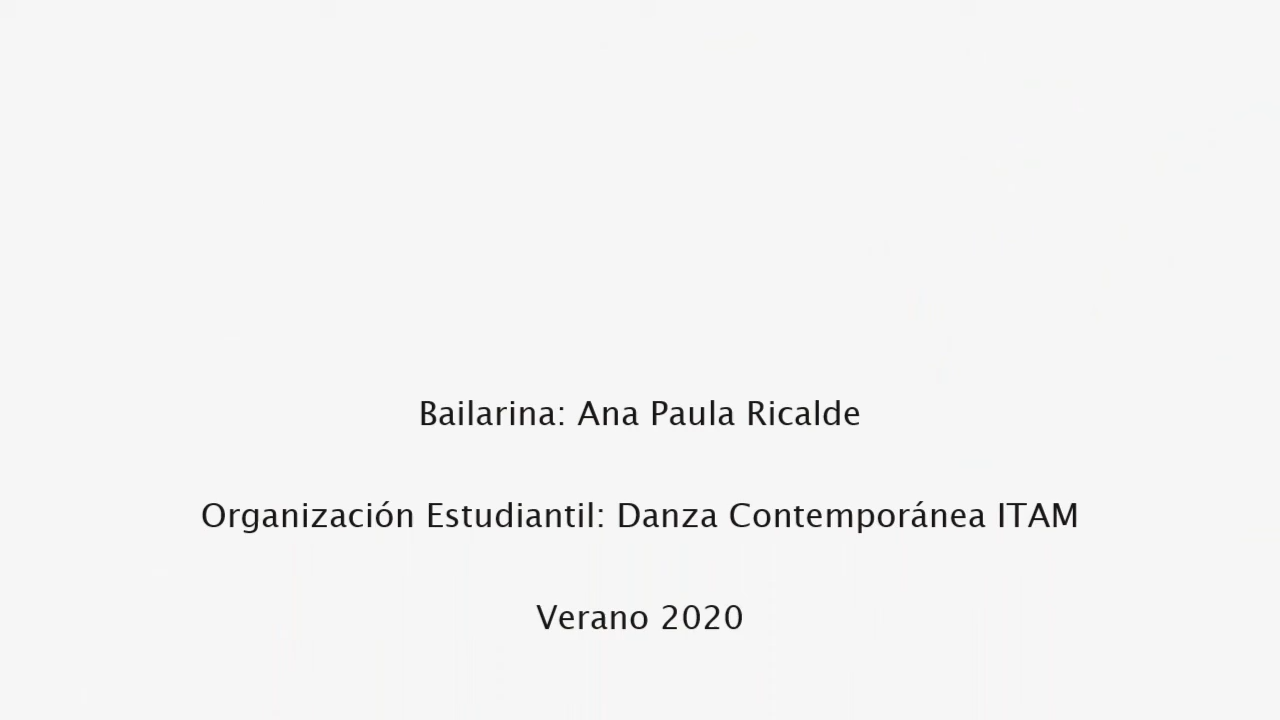 Bailarina: Ana Paula Ricalde
Organización Estudiantil: Danza Contemporánea ITAM
Verano 2020